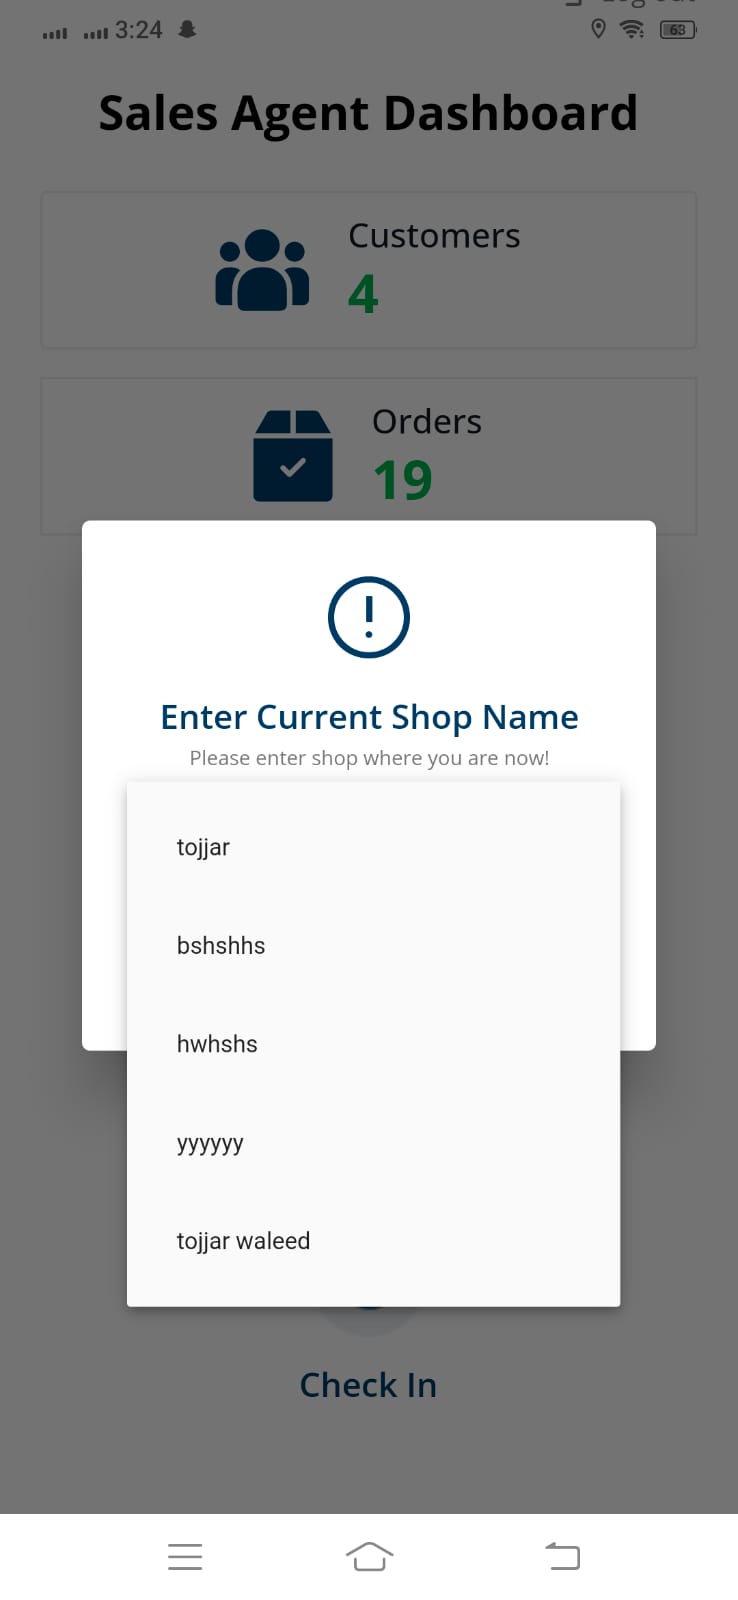 3:24
63
Sales Agent Dashboard
Customers
4
Orders
19
Enter Current Shop Name
Please enter shop where you are now!
tojjar
bshshhs
hwhshs
yyyyyy
tojjar waleed
Check In